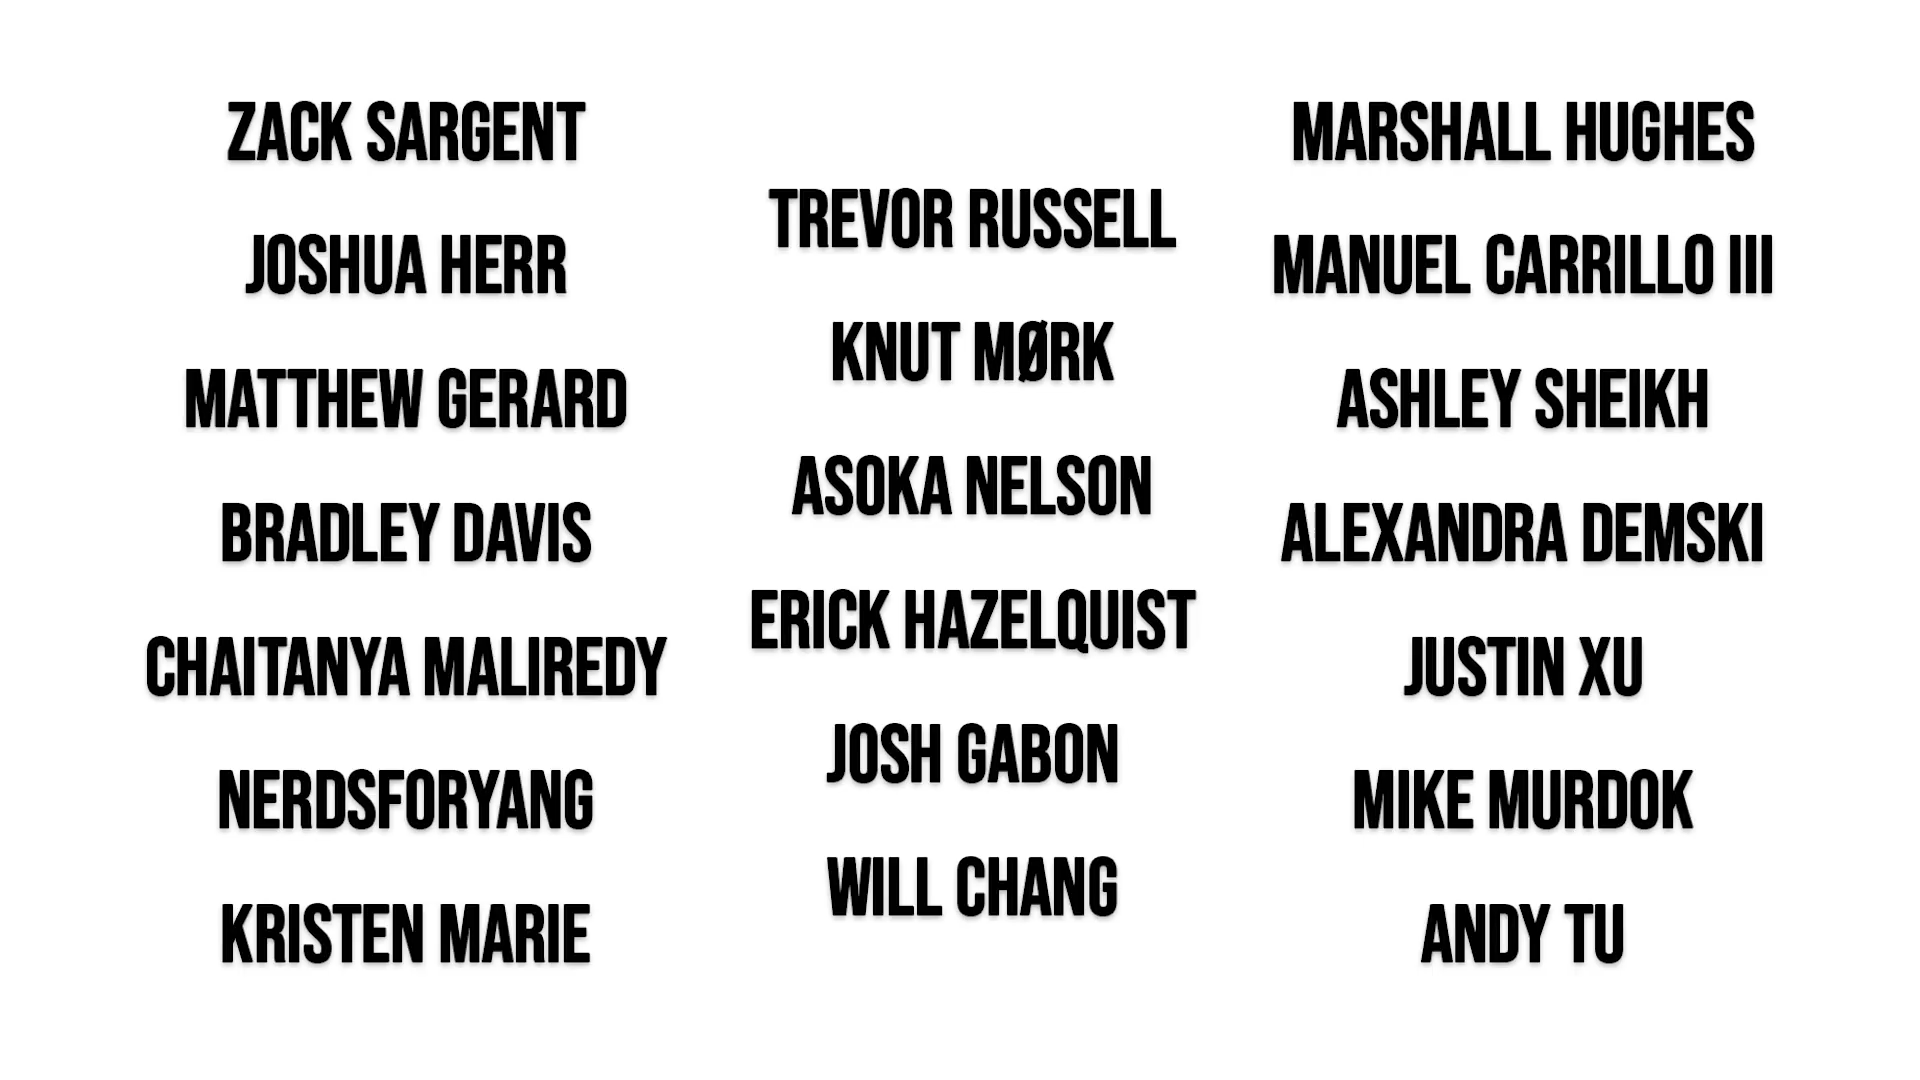 ZACK SARGENT
JOSHUA HERR
MATTHEW GERARD
BRADLEY DAVIS
CHAITANYA MALIREDY
NERDSFORYANG
KRISTEN MARIE
TREVOR RUSSELL
KNUT MØRK
ASOKA NELSON
ERICK HAZELQUIST
JOSH GABON
WILL CHANG
MARSHALL HUGHES
MANUEL CARRILLO III
ASHLEY SHEIKH
ALEXANDRA DEMSKI
JUSTIN XU
MIKE MURDOK
ANDY TU